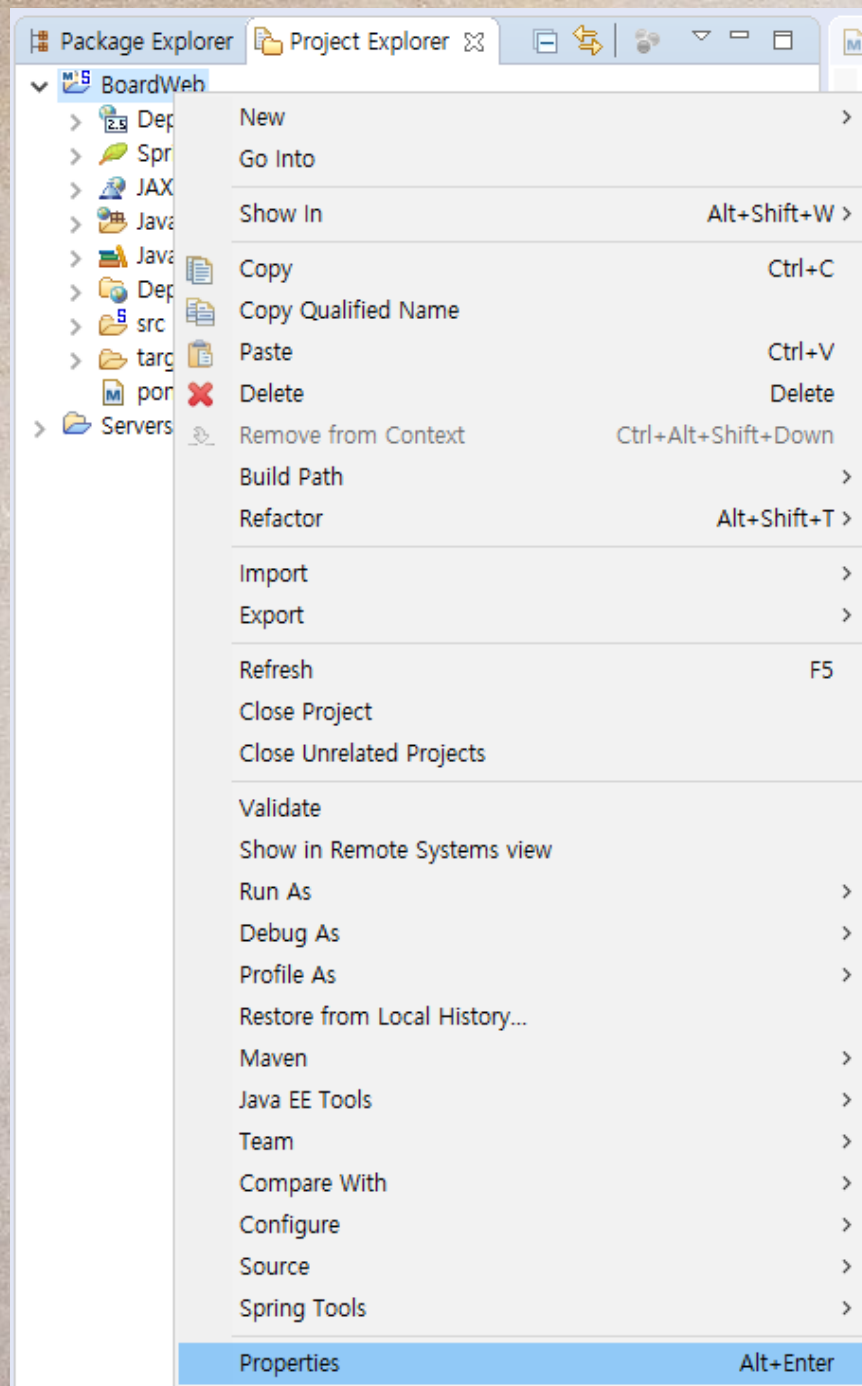 Package Explorer Project Explorer
BoardWeb
2.5 Dep
Spri
JAX
Java
Java
Dep
src
targ
pom
Servers
New
Go Into
Show In Alt+Shift+W
Copy Ctrl+C
Copy Qualified Name
Paste Ctrl+V
Delete Delete
Remove from Context Ctrl+Alt+Shift+Down
Build Path
Refactor Alt+Shift+T
Import
Export
Refresh F5
Close Project
Close Unrelated Projects
Validate
Show in Remote Systems view
Run As
Debug As
Profile As
Restore from Local History...
Maven
Java EE Tools
Team
Compare With
Configure
Source
Spring Tools
Properties Alt+Enter